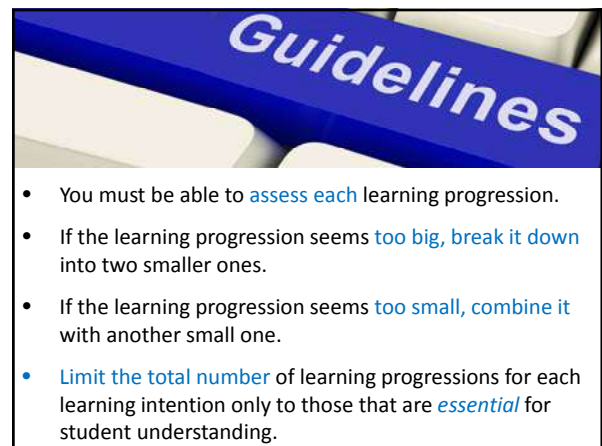 Guidelines
• You must be able to assess each learning progression.
• If the learning progression seems too big, break it down
into two smaller ones.
• If the learning progression seems too small, combine it
with another small one.
• Limit the total number of learning progressions for each
learning intention only to those that are essential for
student understanding.